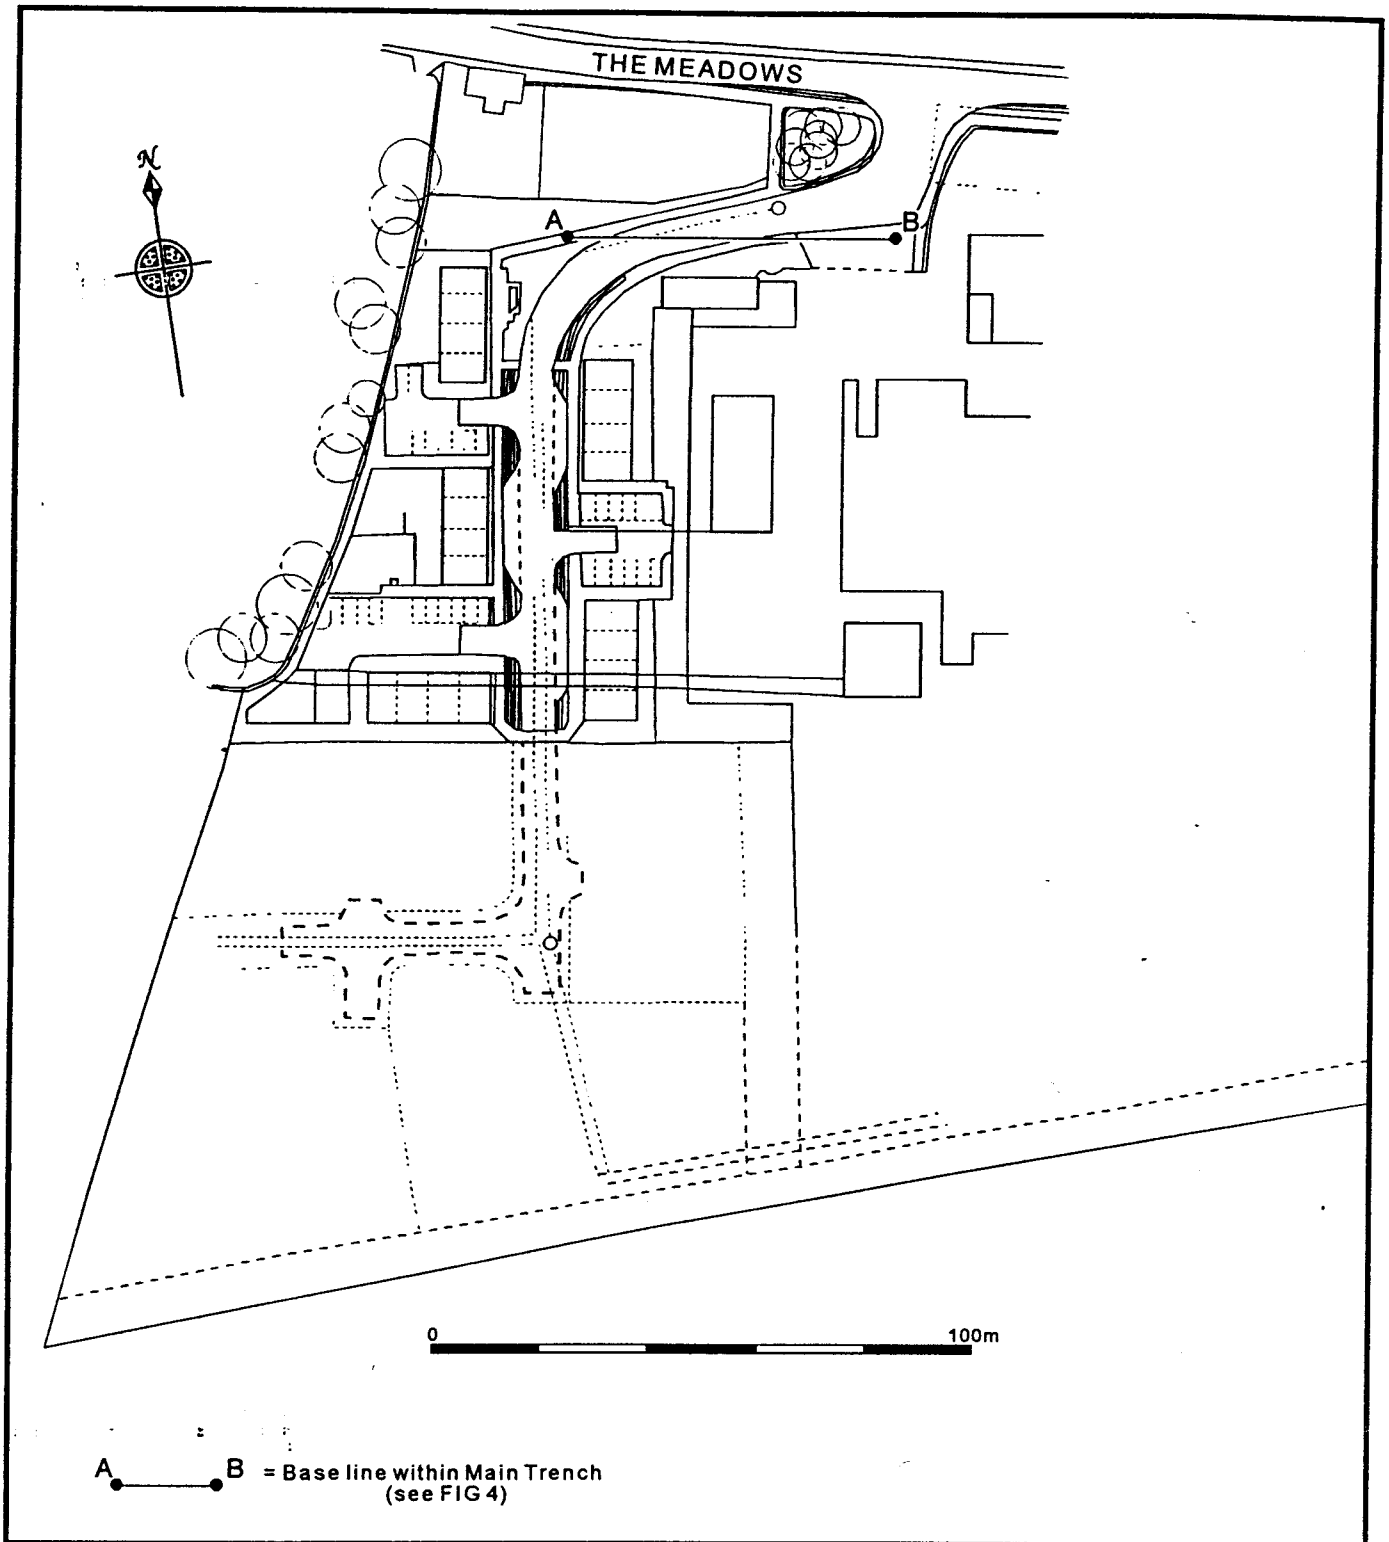 THE MEADOWS
N
A
B
0 100m
A B = Base line within Main Trench
(see FIG 4)